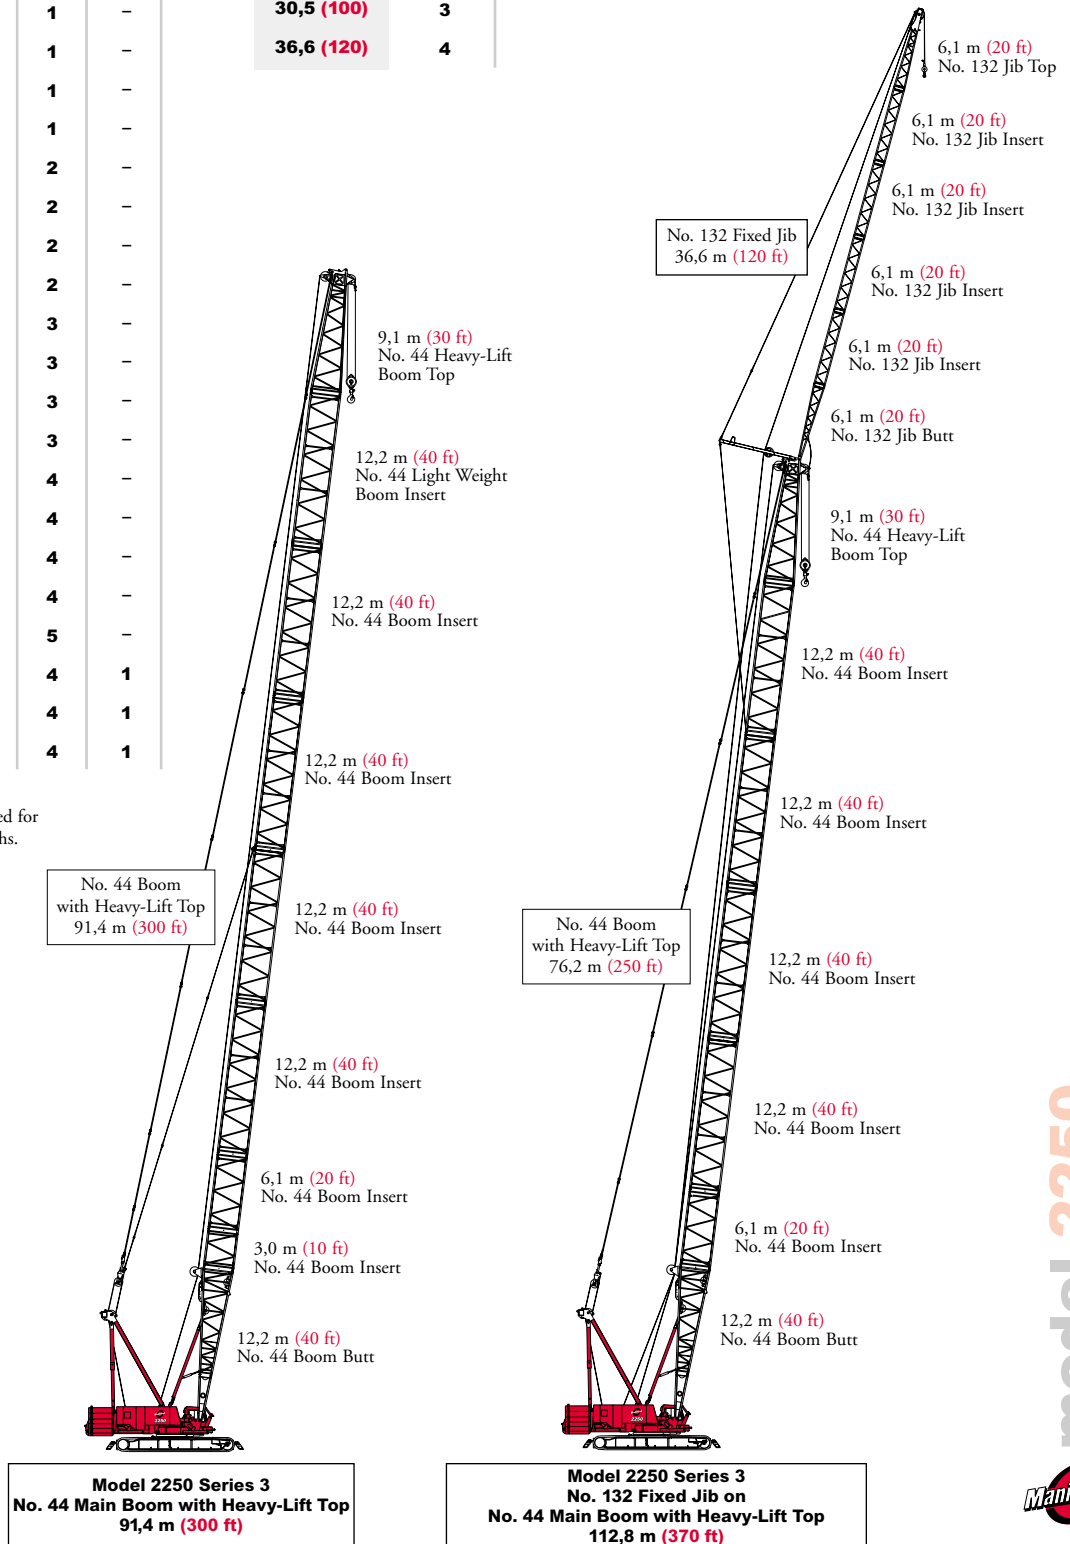 1 – 30,5 (100) 3
1 – 36,6 (120) 4
1 –
1 –
2 –
2 –
2 –
2 –
3 –
3 –
3 –
3 –
4 –
4 –
4 –
4 –
5 –
4 1
4 1
4 1
ed for
hs.
9,1 m (30 ft)
No. 44 Heavy-Lift
Boom Top
12,2 m (40 ft)
No. 44 Light Weight
Boom Insert
12,2 m (40 ft)
No. 44 Boom Insert
12,2 m (40 ft)
No. 44 Boom Insert
No. 44 Boom
with Heavy-Lift Top
91,4 m (300 ft)
12,2 m (40 ft)
No. 44 Boom Insert
12,2 m (40 ft)
No. 44 Boom Insert
6,1 m (20 ft)
No. 44 Boom Insert
3,0 m (10 ft)
No. 44 Boom Insert
12,2 m (40 ft)
No. 44 Boom Butt
2250
Model 2250 Series 3
No. 44 Main Boom with Heavy-Lift Top
91,4 m (300 ft)
6,1 m (20 ft)
No. 132 Jib Top
6,1 m (20 ft)
No. 132 Jib Insert
6,1 m (20 ft)
No. 132 Jib Insert
No. 132 Fixed Jib
36,6 m (120 ft)
6,1 m (20 ft)
No. 132 Jib Insert
6,1 m (20 ft)
No. 132 Jib Insert
6,1 m (20 ft)
No. 132 Jib Butt
9,1 m (30 ft)
No. 44 Heavy-Lift
Boom Top
12,2 m (40 ft)
No. 44 Boom Insert
12,2 m (40 ft)
No. 44 Boom Insert
No. 44 Boom
with Heavy-Lift Top
76,2 m (250 ft)
12,2 m (40 ft)
No. 44 Boom Insert
12,2 m (40 ft)
No. 44 Boom Insert
6,1 m (20 ft)
No. 44 Boom Insert
12,2 m (40 ft)
No. 44 Boom Butt
2250
Model 2250 Series 3
No. 132 Fixed Jib on
No. 44 Main Boom with Heavy-Lift Top
112,8 m (370 ft)
model 2250
Mani